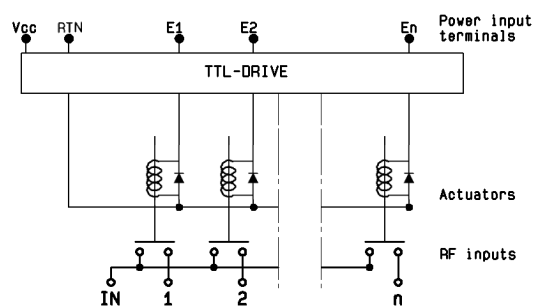 Vcc RTN E1 E2 En Power input
terminals
TTL-DRIVE
Actuators
RF inputs
IN 1 2 n